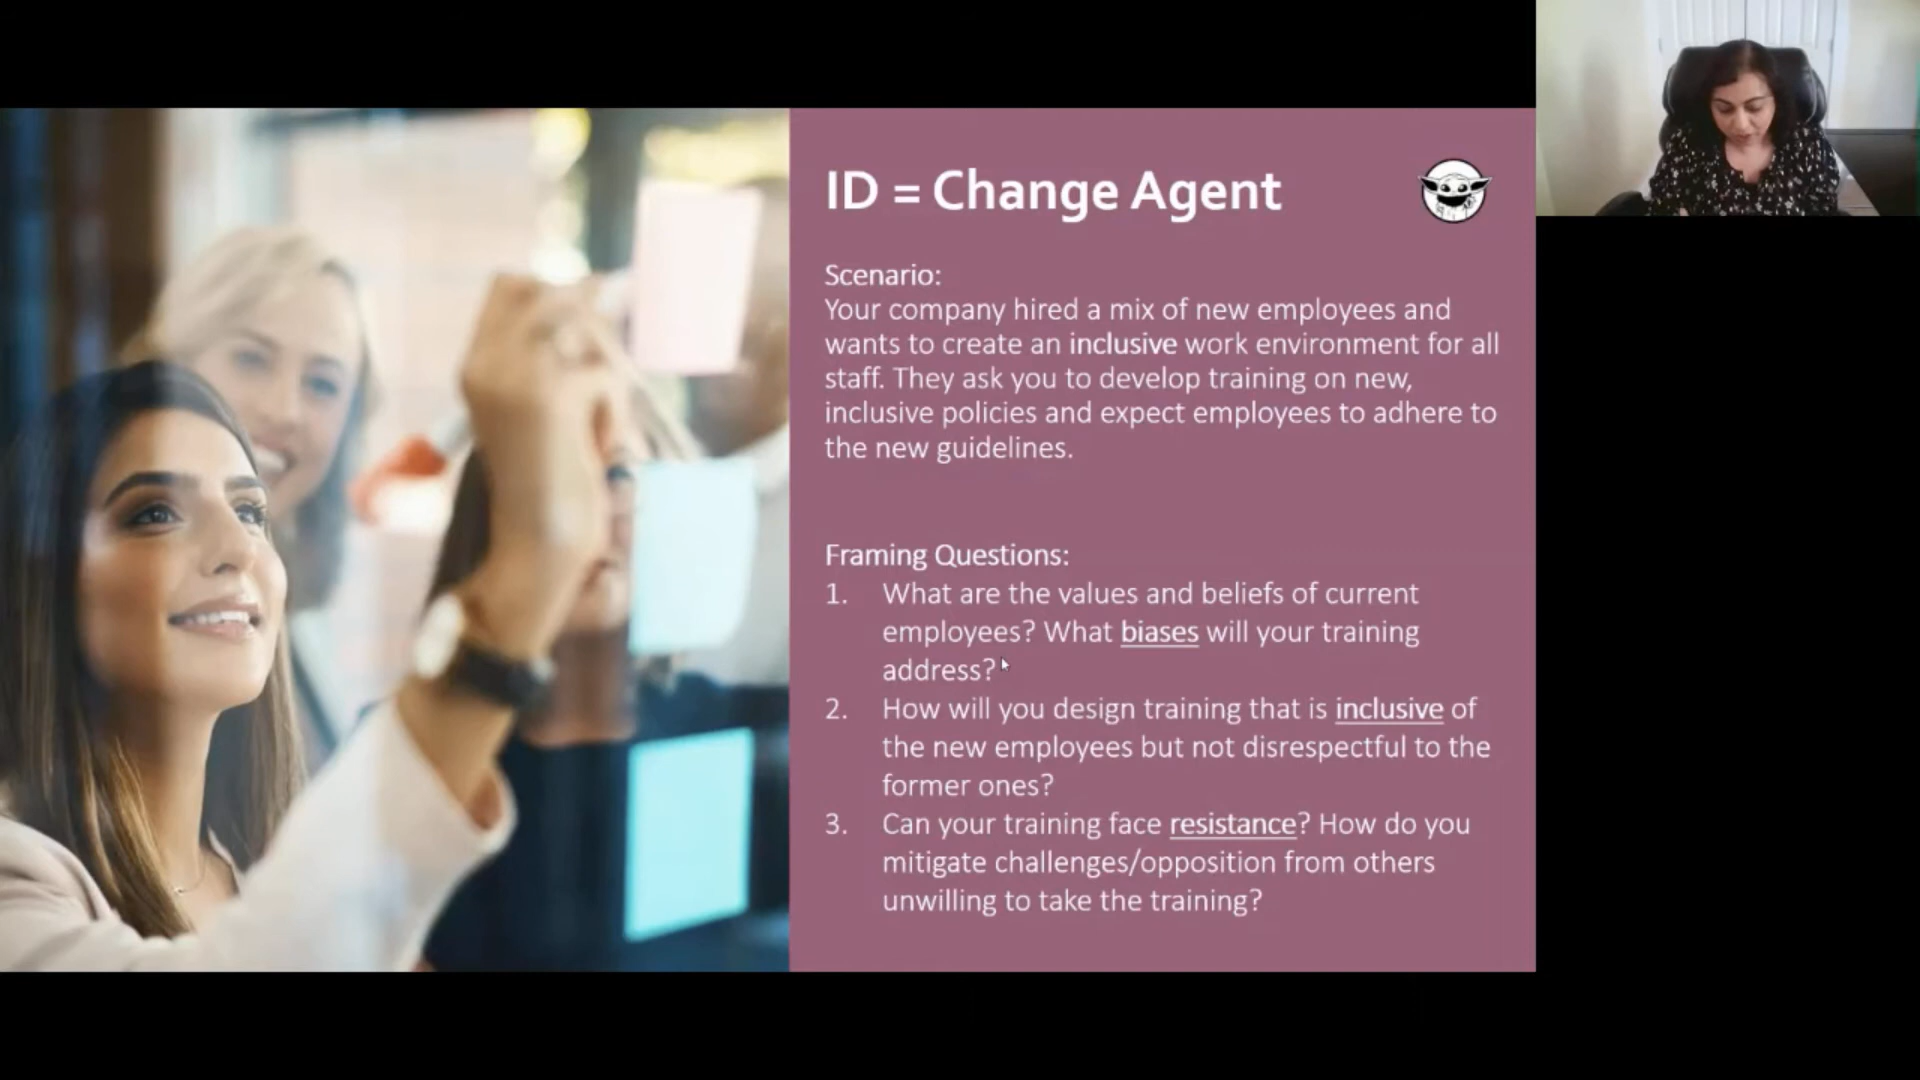 ID = Change Agent
Scenario:
Your company hired a mix of new employees and
wants to create an inclusive work environment for all
staff. They ask you to develop training on new,
inclusive policies and expect employees to adhere to
the new guidelines.
Framing Questions:
1. What are the values and beliefs of current
employees? What biases will your training
address?
2. How will you design training that is inclusive of
the new employees but not disrespectful to the
former ones?
3. Can your training face resistance? How do you
mitigate challenges/opposition from others
unwilling to take the training?